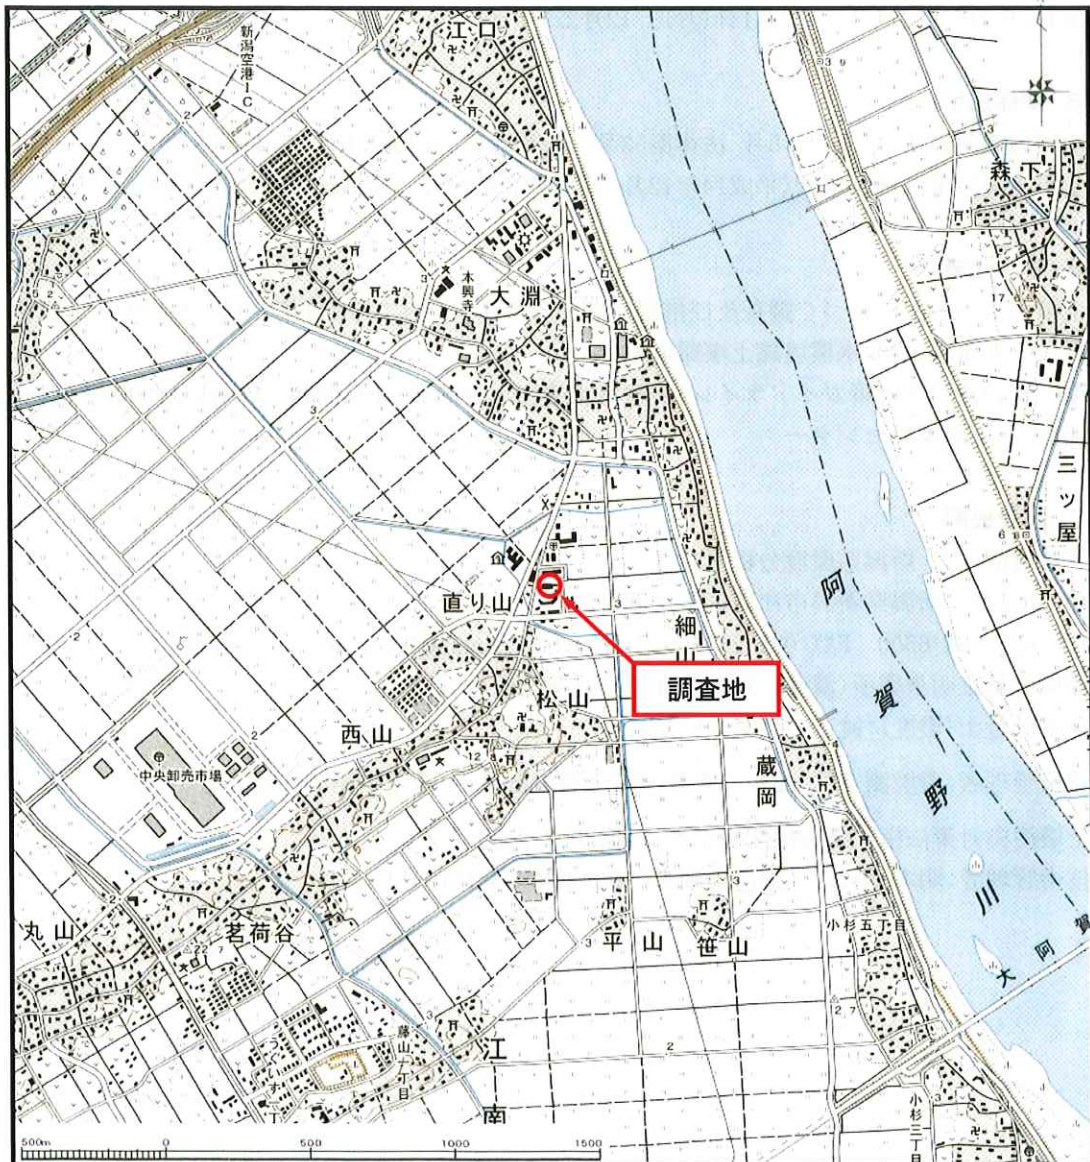 江口
新潟空港IC
森下
大淵
本興寺
三ッ屋
直り山
細山
調査地
松山
西山
中央卸売市場
蔵岡
阿賀野川
丸山
茗荷谷
平山
笹山
小杉五丁目
大阿賀
藤山一丁目
うぐいす
江南
小杉三丁目
500m 0 500 1000 1500